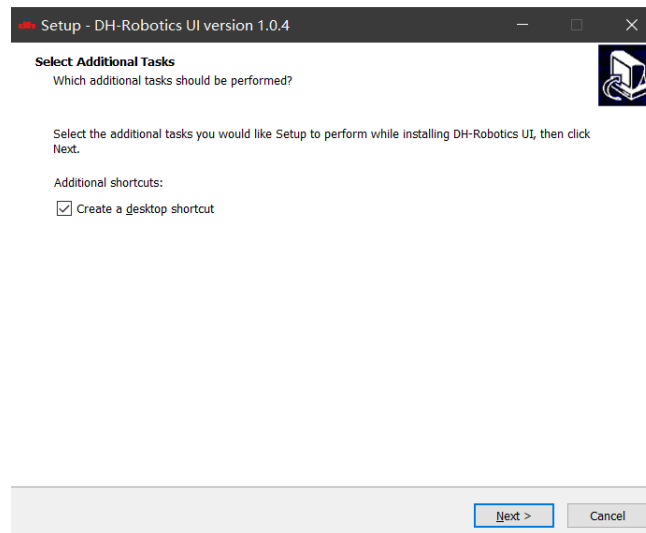 Setup - DH-Robotics UI version 1.0.4
Select Additional Tasks
Which additional tasks should be performed?
Select the additional tasks you would like Setup to perform while installing DH-Robotics UI, then click
Next.
Additional shortcuts:
Create a desktop shortcut
Next >
Cancel